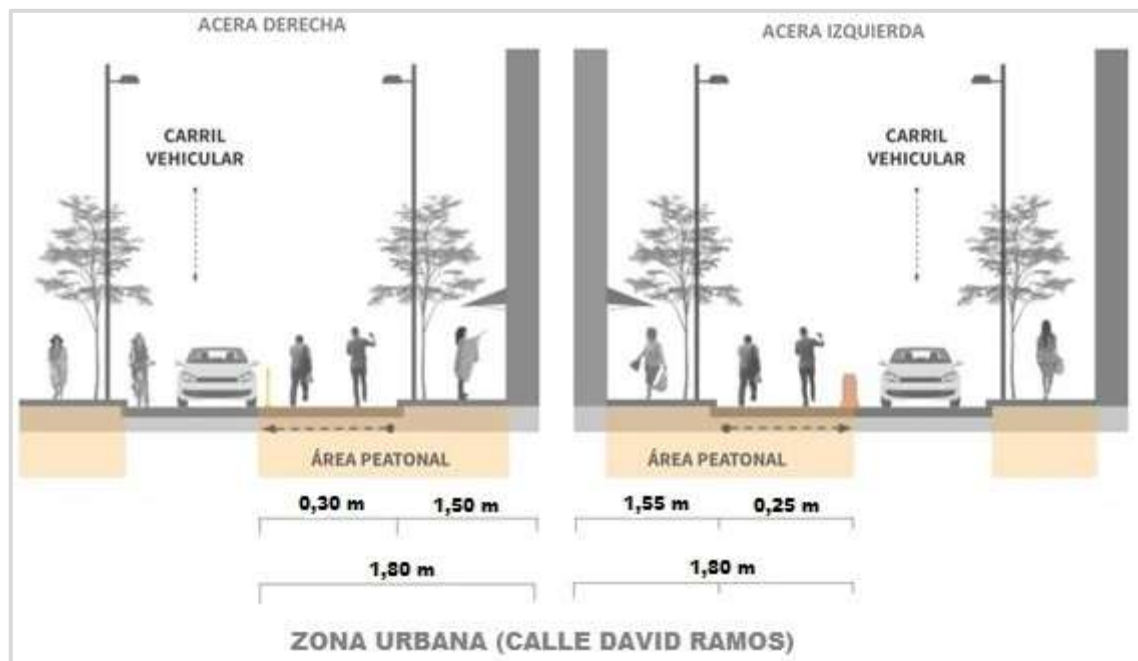 ACERA DERECHA
ACERA IZQUIERDA
CARRIL
VEHICULAR
CARRIL
VEHICULAR
ÁREA PEATONAL
ÁREA PEATONAL
0,30 m
1,50 m
1,55 m
0,25 m
1,80 m
1,80 m
ZONA URBANA (CALLE DAVID RAMOS)